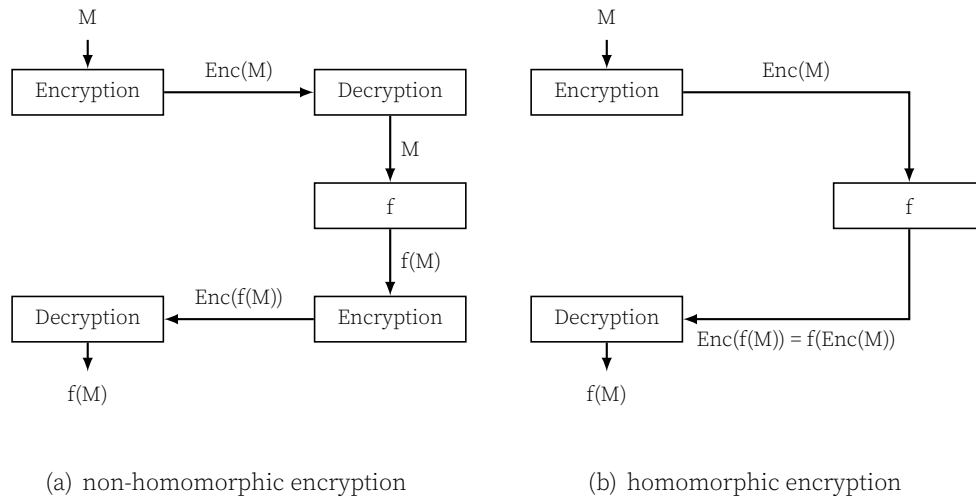 M
Encryption
Enc(M)
Decryption
M
f
f(M)
Encryption
Enc(f(M))
Decryption
f(M)
(a) non-homomorphic encryption
M
Encryption
Enc(M)
f
Enc(f(M)) = f(Enc(M))
Decryption
f(M)
(b) homomorphic encryption